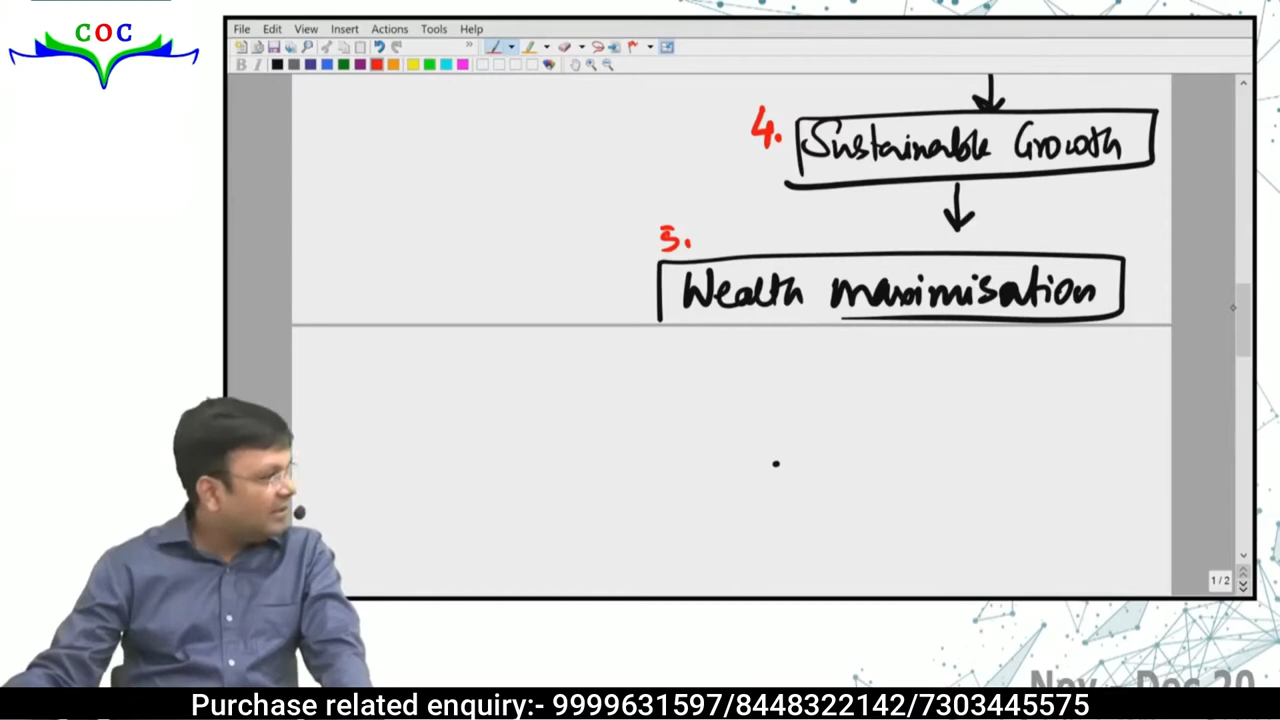 COC
File Edit View Insert Actions Tools Help
B I
4. Sustainable Growth
5.
Wealth maximisation
1 / 2
Purchase related enquiry:- 9999631597/8448322142/7303445575